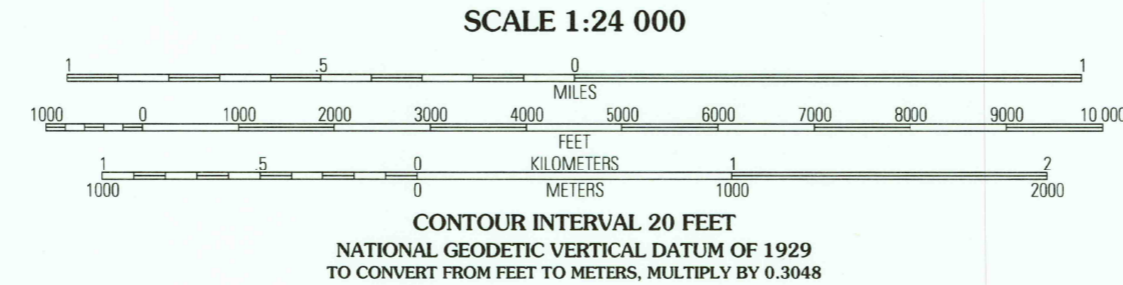 SCALE 1:24 000
1 .5 0 1
MILES
1000 0 1000 2000 3000 4000 5000 6000 7000 8000 9000 10 000
FEET
1 .5 0 KILOMETERS 1 2
1000 0 METERS 1000 2000
CONTOUR INTERVAL 20 FEET
NATIONAL GEODETIC VERTICAL DATUM OF 1929
TO CONVERT FROM FEET TO METERS, MULTIPLY BY 0.3048